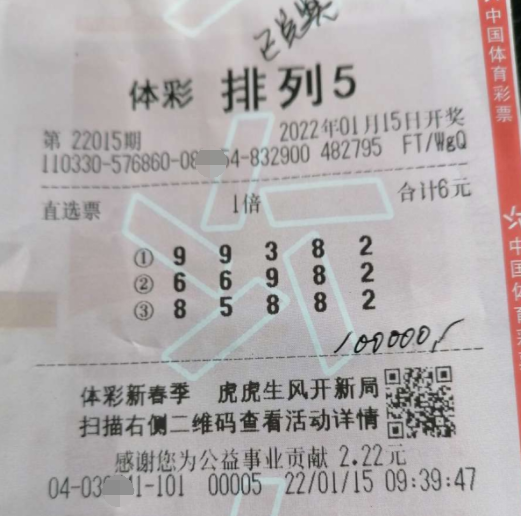 已兑奖
体彩 排列5
第 22015期 2022年01月15日开奖
110330-576860-08 54-832900 482795 FT/WgQ
直选票 1倍 合计6元
① 9 9 3 8 2
② 6 6 9 8 2
③ 8 5 8 8 2
100000
体彩新春季 虎虎生风开新局
扫描右侧二维码查看活动详情
感谢您为公益事业贡献 2.22元
04-03 41-101 00005 22/01/15 09:39:47
中国体育彩票
中国体育